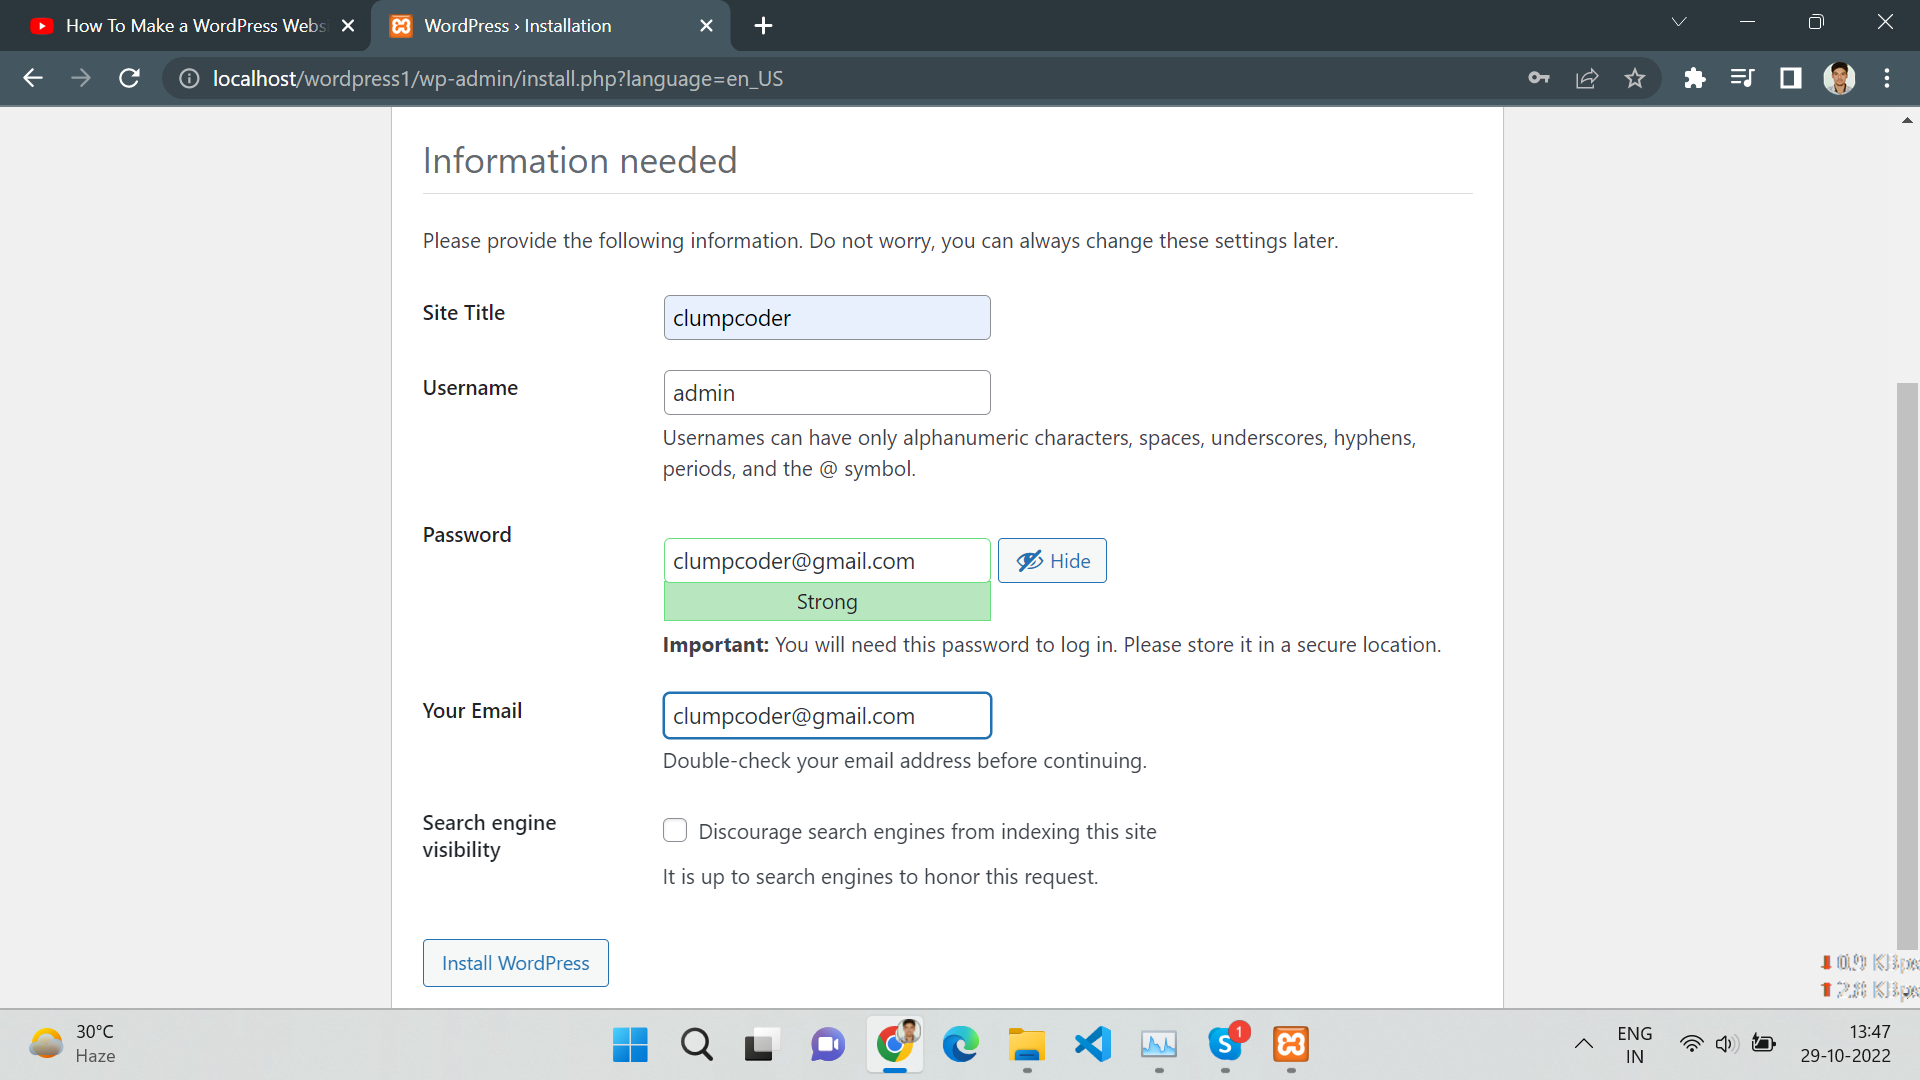 How To Make a WordPress Webs
WordPress › Installation
localhost/wordpress1/wp-admin/install.php?language=en_US
Information needed
Please provide the following information. Do not worry, you can always change these settings later.
Site Title
clumpcoder
Username
admin
Usernames can have only alphanumeric characters, spaces, underscores, hyphens,
periods, and the @ symbol.
Password
clumpcoder@gmail.com
Hide
Strong
Important: You will need this password to log in. Please store it in a secure location.
Your Email
clumpcoder@gmail.com
Double-check your email address before continuing.
Search engine
visibility
Discourage search engines from indexing this site
It is up to search engines to honor this request.
Install WordPress
0.9 KBps
2.8 KBps
30°C
Haze
S
1
ENG
IN
13:47
29-10-2022